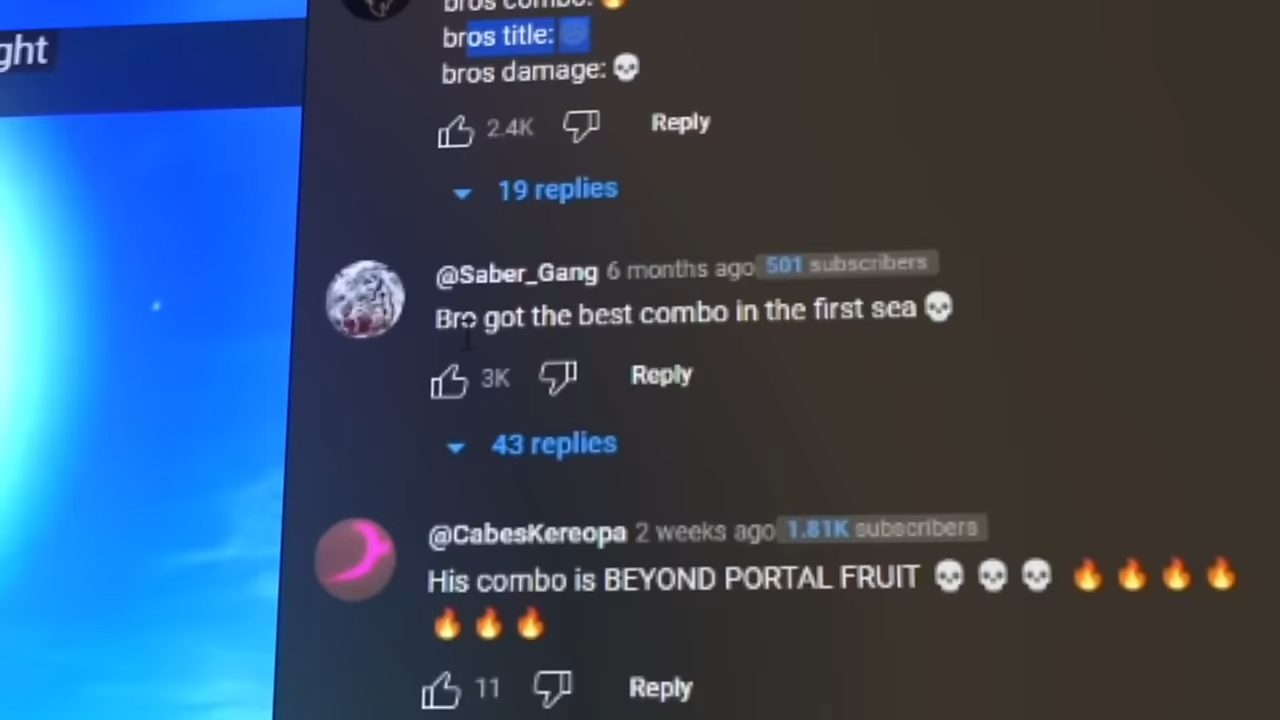 ght
bros combo: 🔥
bros title:
bros damage: 💀
2.4K Reply
19 replies
@Saber_Gang 6 months ago 501 subscribers
Bro got the best combo in the first sea 💀
3K Reply
43 replies
@CabesKereopa 2 weeks ago 1.81K subscribers
His combo is BEYOND PORTAL FRUIT 💀 💀 💀 🔥 🔥 🔥 🔥
🔥 🔥 🔥
11 Reply